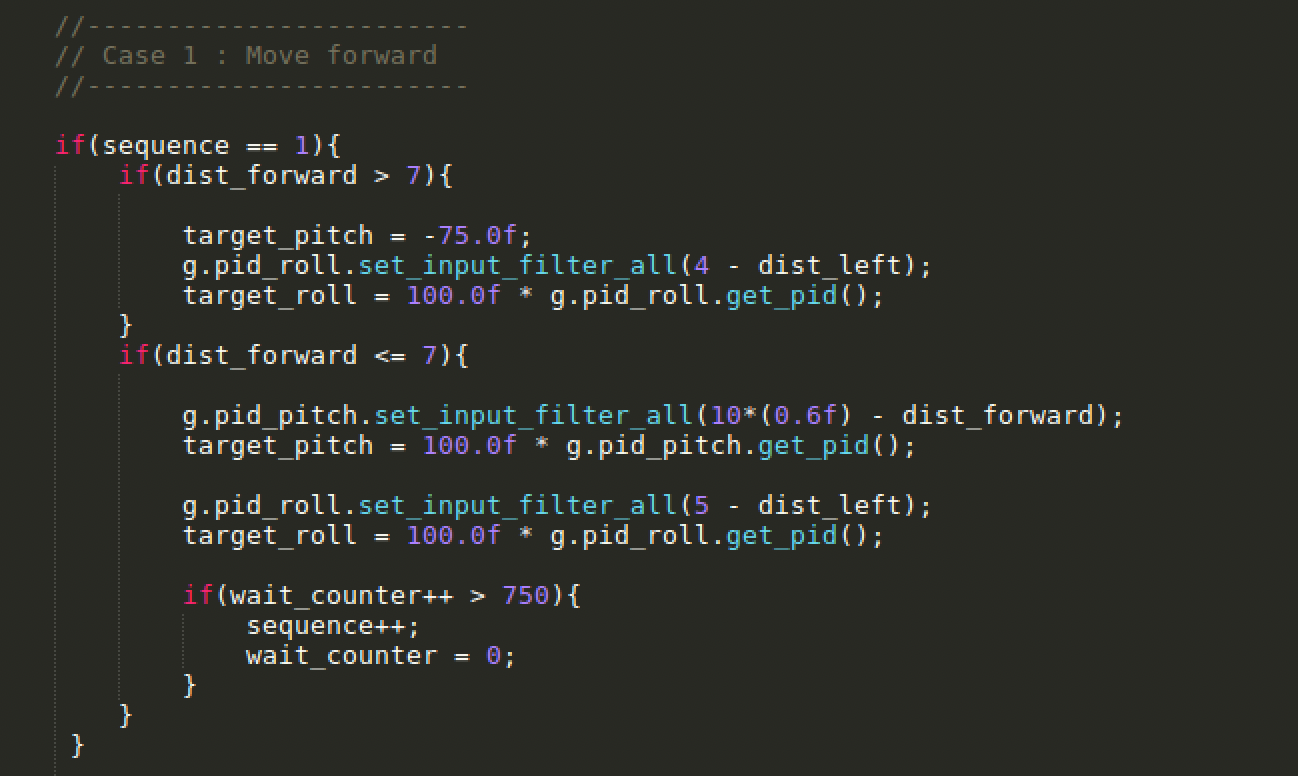 //------------------------
// Case 1 : Move forward
//------------------------
if(sequence == 1){
if(dist_forward > 7){
target_pitch = -75.0f;
g.pid_roll.set_input_filter_all(4 - dist_left);
target_roll = 100.0f * g.pid_roll.get_pid();
}
if(dist_forward <= 7){
g.pid_pitch.set_input_filter_all(10*(0.6f) - dist_forward);
target_pitch = 100.0f * g.pid_pitch.get_pid();
g.pid_roll.set_input_filter_all(5 - dist_left);
target_roll = 100.0f * g.pid_roll.get_pid();
if(wait_counter++ > 750){
sequence++;
wait_counter = 0;
}
}
}